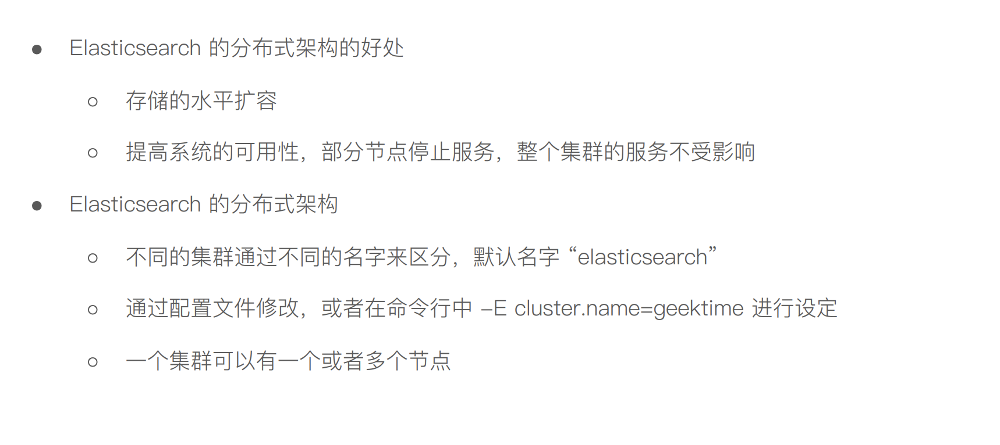 ● Elasticsearch 的分布式架构的好处
○ 存储的水平扩容
○ 提高系统的可用性，部分节点停止服务，整个集群的服务不受影响
● Elasticsearch 的分布式架构
○ 不同的集群通过不同的名字来区分，默认名字 “elasticsearch”
○ 通过配置文件修改，或者在命令行中 –E cluster.name=geektime 进行设定
○ 一个集群可以有一个或者多个节点